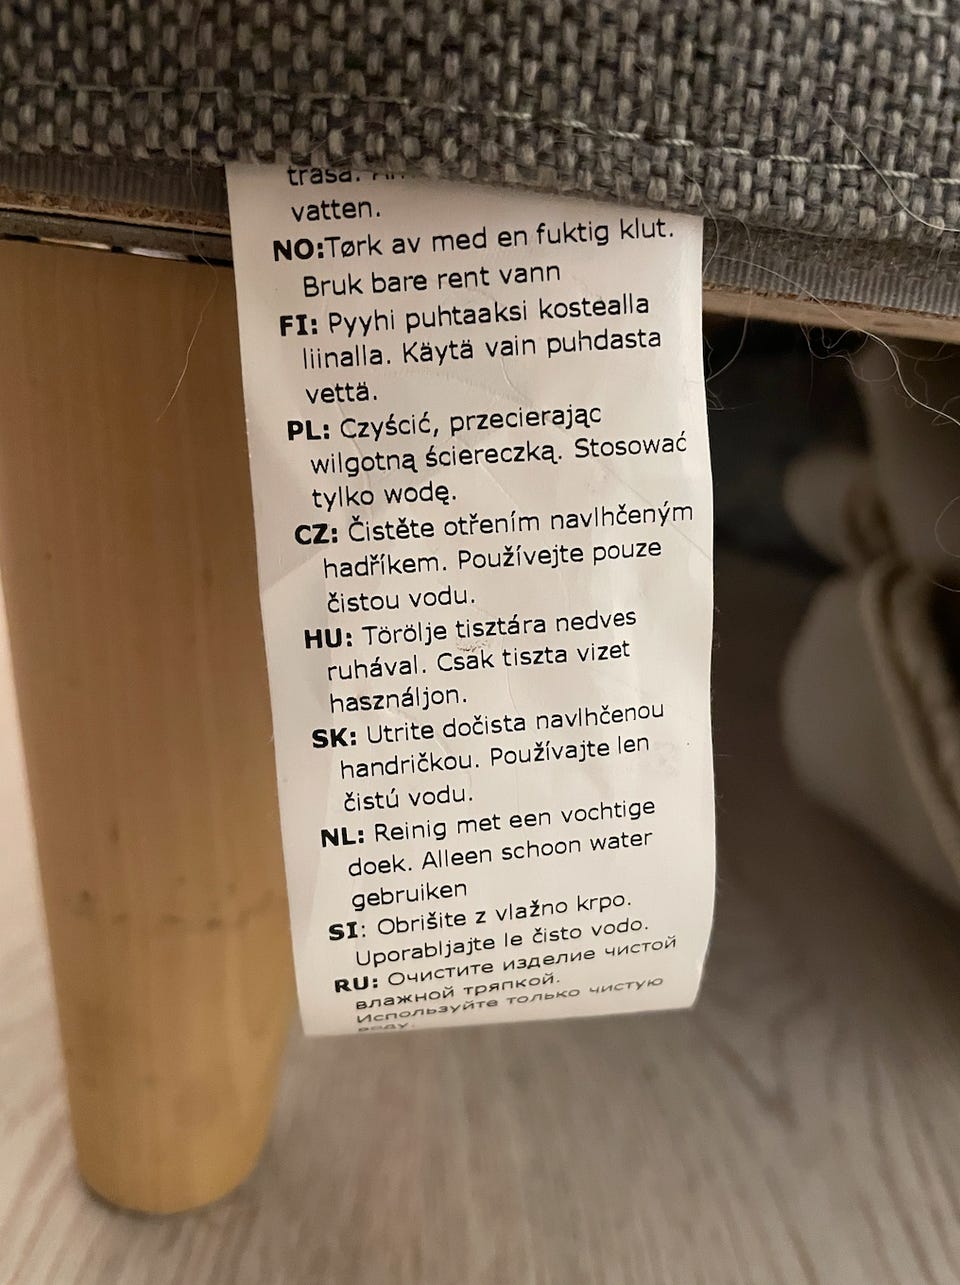 trasa.
vatten.
NO:Tørk av med en fuktig klut.
Bruk bare rent vann
FI: Pyyhi puhtaaksi kostealla
liinalla. Käytä vain puhdasta
vettä.
PL: Czyścić, przecierając
wilgotną ściereczką. Stosować
tylko wodę.
CZ: Čistěte otřením navlhčeným
hadříkem. Používejte pouze
čistou vodu.
HU: Törölje tisztára nedves
ruhával. Csak tiszta vizet
használjon.
SK: Utrite dočista navlhčenou
handričkou. Používajte len
čistú vodu.
NL: Reinig met een vochtige
doek. Alleen schoon water
gebruiken
SI: Obrišite z vlažno krpo.
Uporabljajte le čisto vodo.
RU: Очистите изделие чистой
влажной тряпкой.
Используйте только чистую
воду.